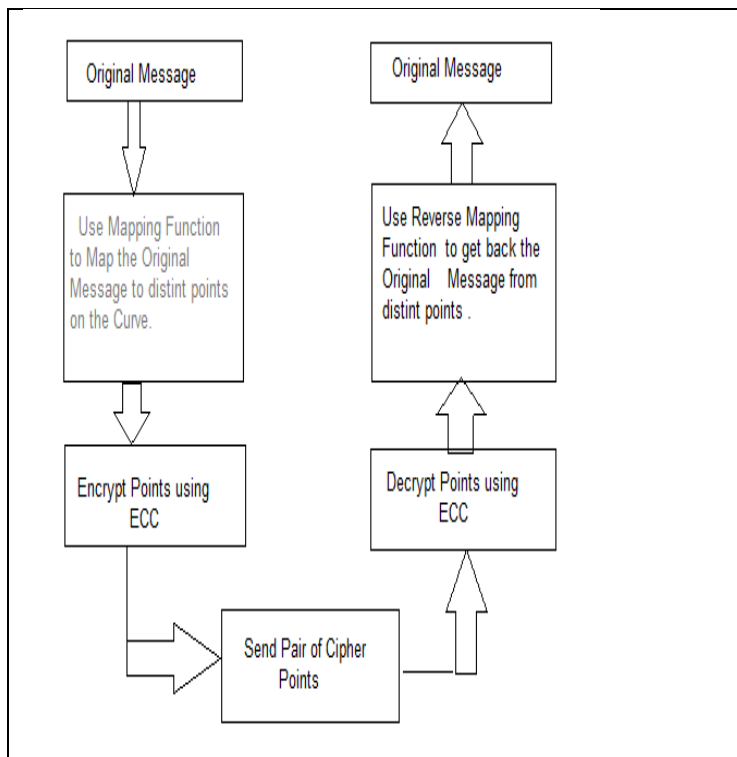 Original Message
Use Mapping Function
to Map the Original
Message to distint points
on the Curve.
Encrypt Points using
ECC
Send Pair of Cipher
Points
Decrypt Points using
ECC
Use Reverse Mapping
Function to get back the
Original Message from
distint points .
Original Message